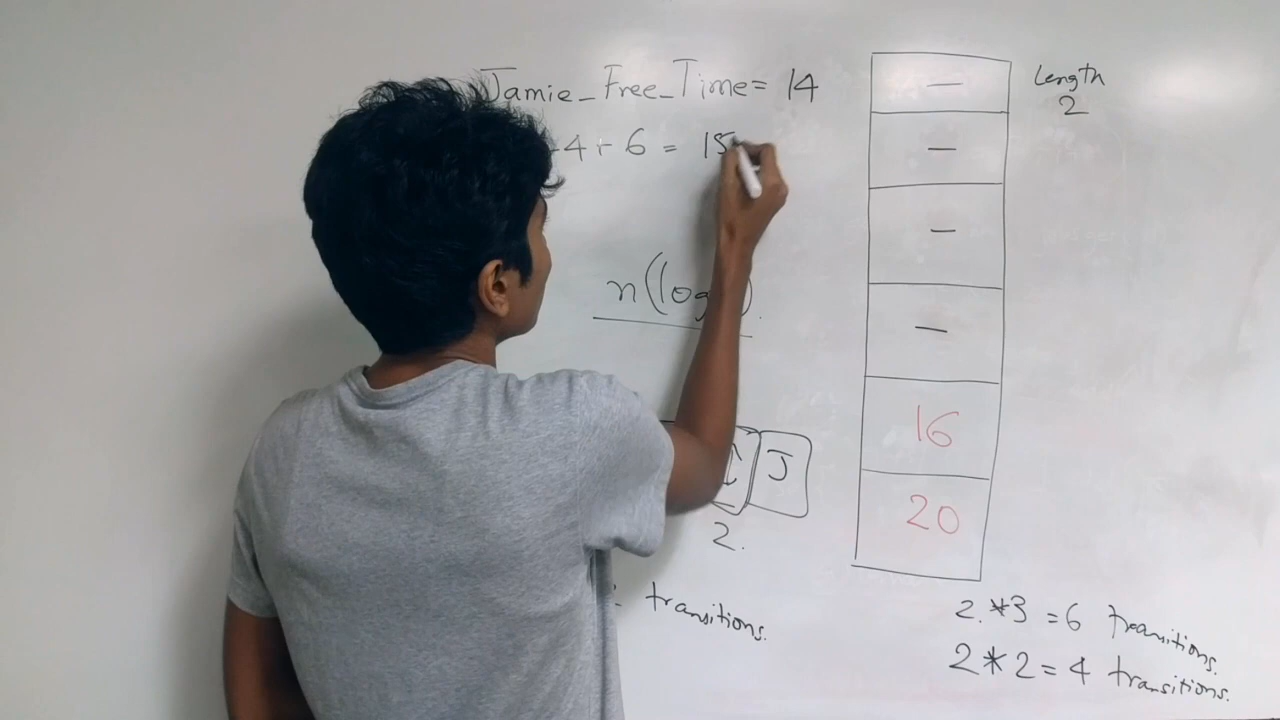 Jamie_Free_Time = 14
4 + 6 = 15
n(log
J
2.
transitions.
Length
2
—
—
—
—
16
20
2.*3 = 6 transitions.
2*2 = 4 transitions.